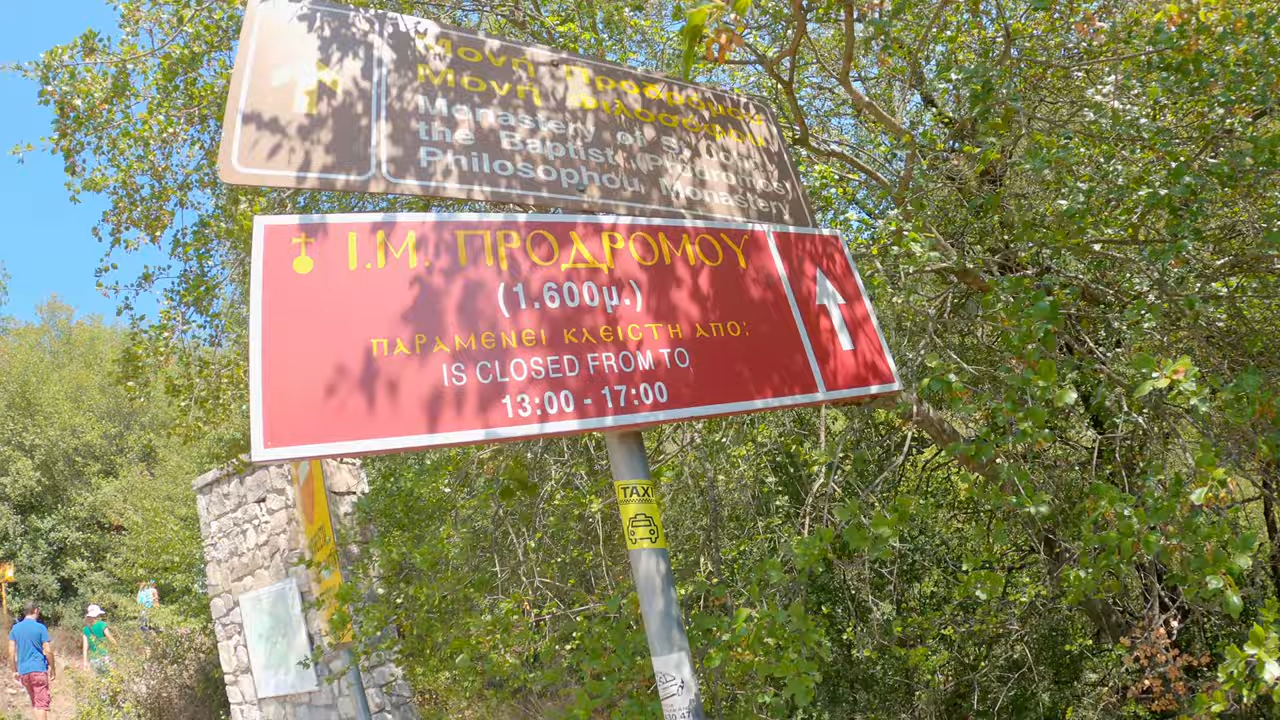 Μονή Προδρόμου
Μονή Φιλοσόφου
Monastery of St John
the Baptist (Prodromos)
Philosophou Monastery
Ι.Μ. ΠΡΟΔΡΟΜΟΥ
(1.600μ.)
ΠΑΡΑΜΕΝΕΙ ΚΛΕΙΣΤΗ ΑΠΟ:
IS CLOSED FROM TO
13:00 - 17:00
TAXI